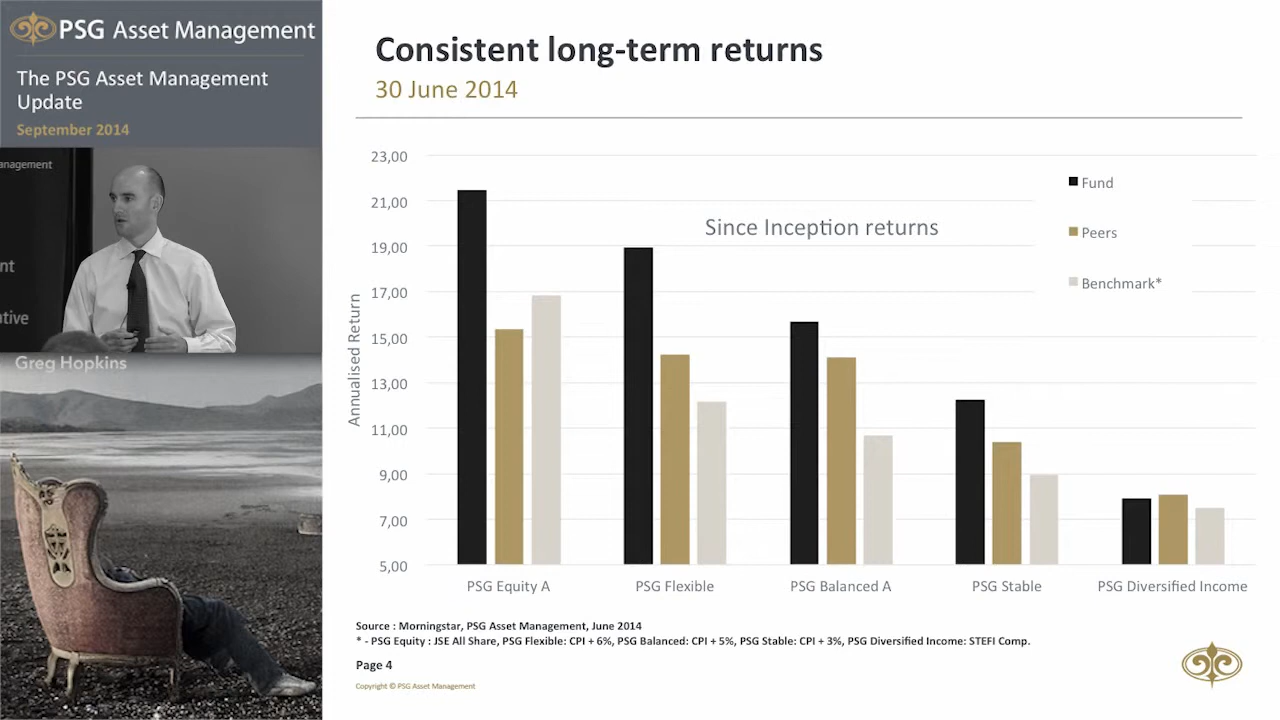 PSG Asset Management
The PSG Asset Management
Update
September 2014
anagement
nt
ative
Greg Hopkins
Consistent long-term returns
30 June 2014
23,00
21,00
19,00
17,00
15,00
13,00
11,00
9,00
7,00
5,00
Annualised Return
Since Inception returns
Fund
Peers
Benchmark*
PSG Equity A
PSG Flexible
PSG Balanced A
PSG Stable
PSG Diversified Income
Source : Morningstar, PSG Asset Management, June 2014
* - PSG Equity : JSE All Share, PSG Flexible: CPI + 6%, PSG Balanced: CPI + 5%, PSG Stable: CPI + 3%, PSG Diversified Income: STEFI Comp.
Page 4
Copyright © PSG Asset Management